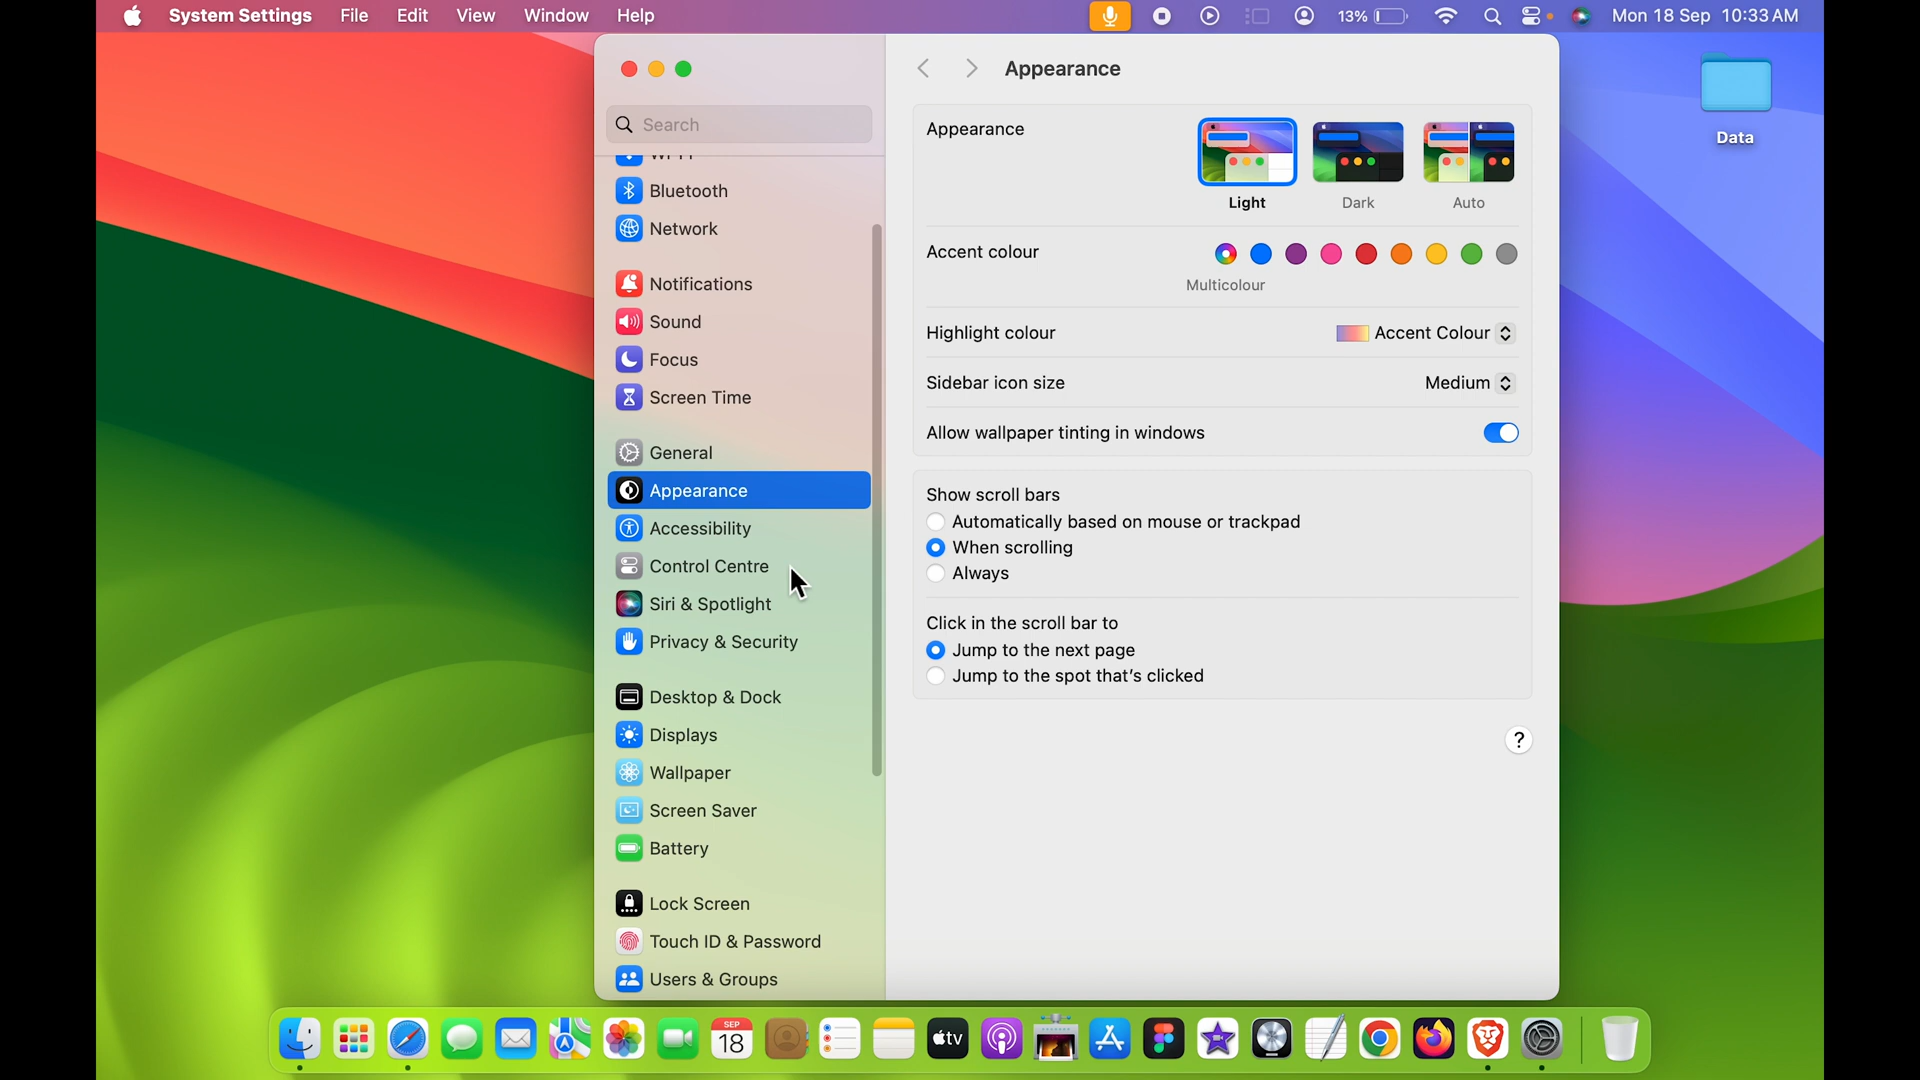 System Settings File Edit View Window Help 13% Mon 18 Sep 10:33 AM
Data
Search
Bluetooth
Network
Notifications
Sound
Focus
Screen Time
General
Appearance
Accessibility
Control Centre
Siri & Spotlight
Privacy & Security
Desktop & Dock
Displays
Wallpaper
Screen Saver
Battery
Lock Screen
Touch ID & Password
Users & Groups
Appearance
Appearance
Light Dark Auto
Accent colour
Multicolour
Highlight colour Accent Colour
Sidebar icon size Medium
Allow wallpaper tinting in windows
Show scroll bars
Automatically based on mouse or trackpad
When scrolling
Always
Click in the scroll bar to
Jump to the next page
Jump to the spot that's clicked
?
SEP
18
tv